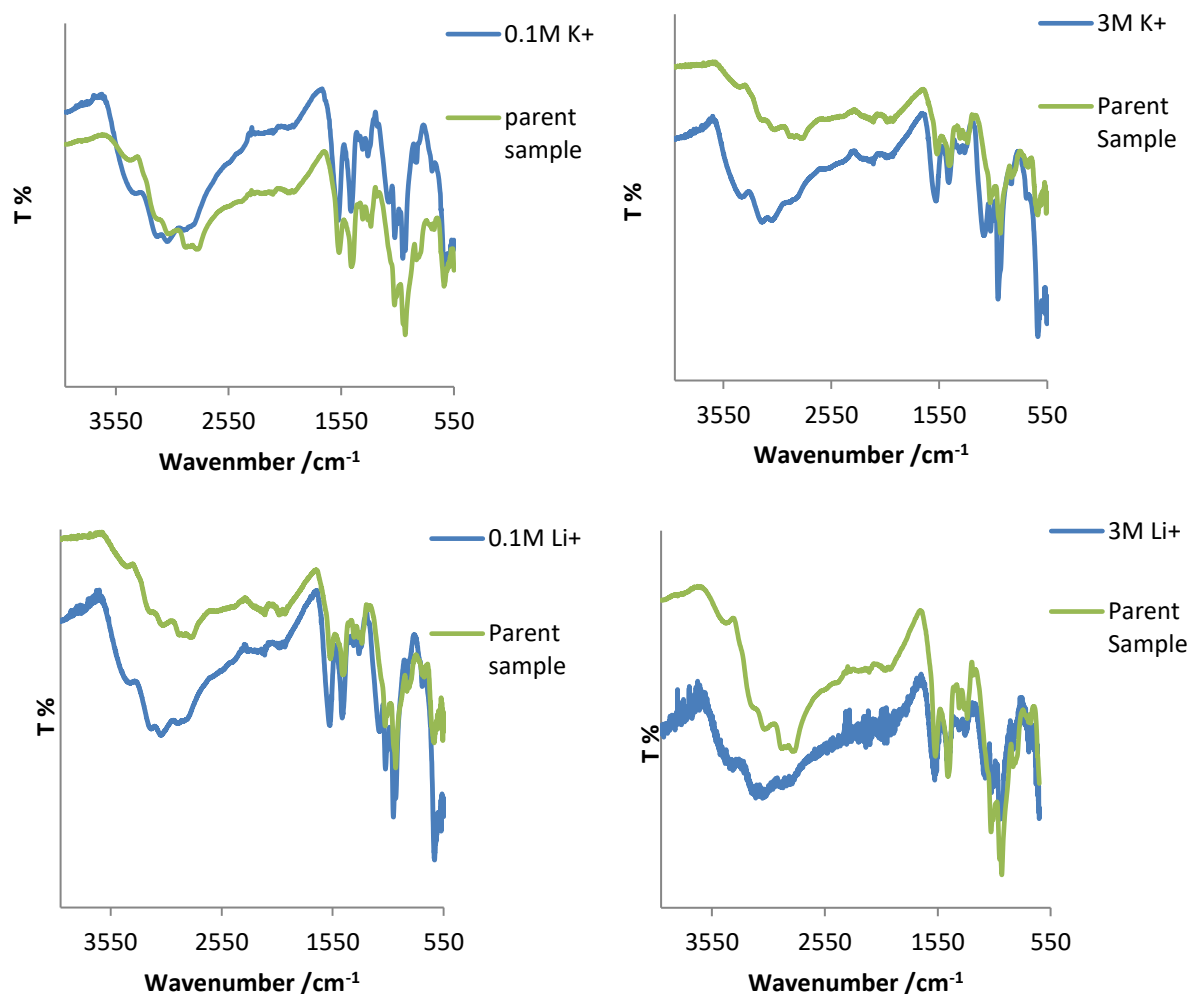 0.1M K+
parent
sample
T %
3550 2550 1550 550
Wavenmber /cm-1
3M K+
Parent
Sample
T %
3550 2550 1550 550
Wavenumber /cm-1
0.1M Li+
Parent
sample
T %
3550 2550 1550 550
Wavenumber /cm-1
3M Li+
Parent
Sample
T %
3550 2550 1550 550
Wavenumber /cm-1